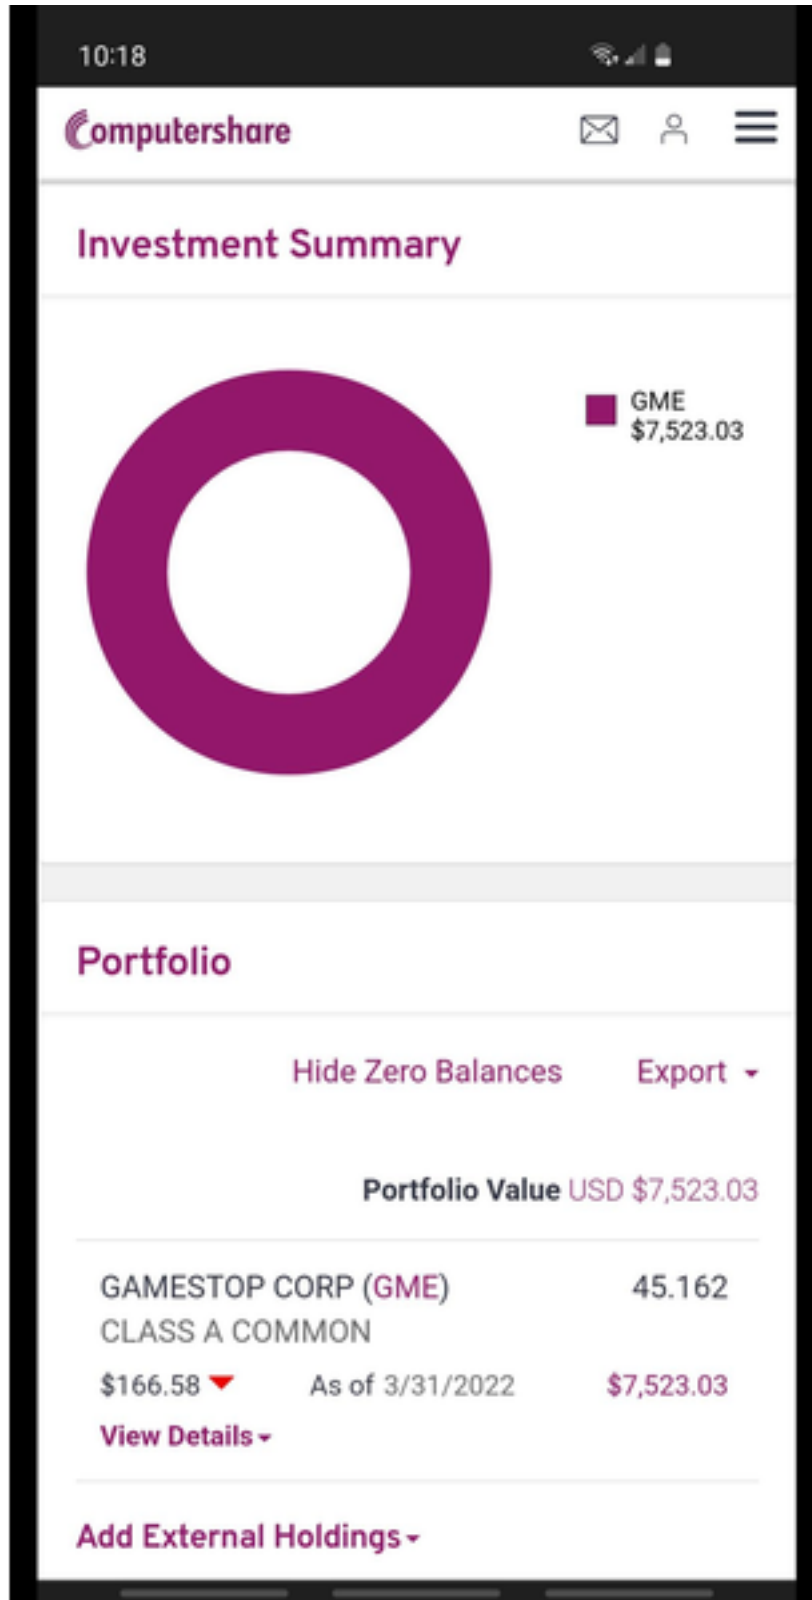 10:18
Computershare
Investment Summary
GME
$7,523.03
Portfolio
Hide Zero Balances Export
Portfolio Value USD $7,523.03
GAMESTOP CORP (GME) 45.162
CLASS A COMMON
$166.58 As of 3/31/2022 $7,523.03
View Details
Add External Holdings